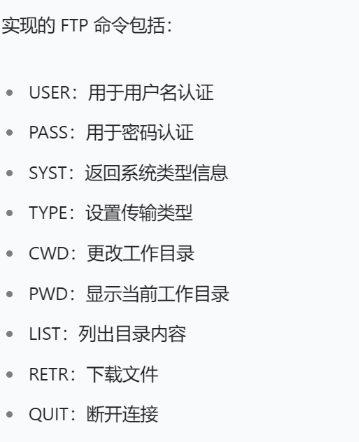 实现的 FTP 命令包括：
• USER：用于用户名认证
• PASS：用于密码认证
• SYST：返回系统类型信息
• TYPE：设置传输类型
• CWD：更改工作目录
• PWD：显示当前工作目录
• LIST：列出目录内容
• RETR：下载文件
• QUIT：断开连接